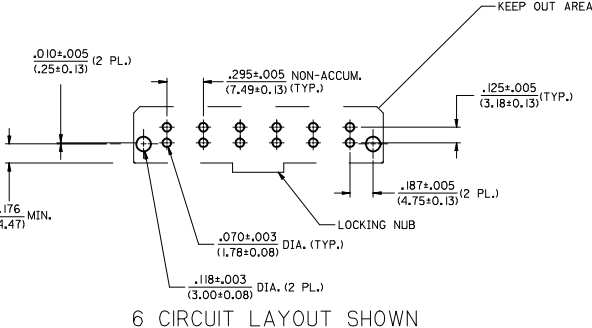 KEEP OUT AREA
.010±.005 (2 PL.)
(.25±0.13)
.295±.005 NON-ACCUM.
(7.49±0.13) (TYP.)
.125±.005 (TYP.)
(3.18±0.13)
.187±.005 (2 PL.)
(4.75±0.13)
.176 MIN.
4.47)
LOCKING NUB
.070±.003 DIA. (TYP.)
(1.78±0.08)
.118±.003 DIA. (2 PL.)
(3.00±0.08)
6 CIRCUIT LAYOUT SHOWN